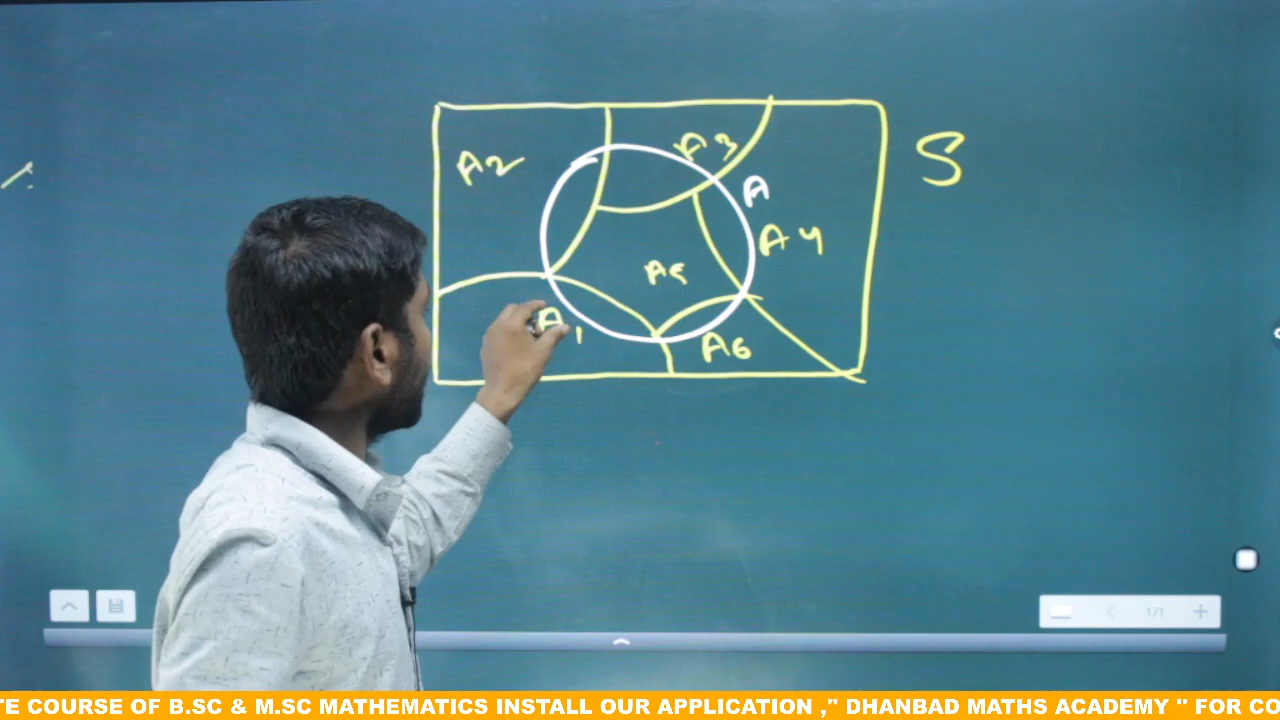 S
A2
A3
A
A4
A5
A1
A6
1/1
TE COURSE OF B.SC & M.SC MATHEMATICS INSTALL OUR APPLICATION ," DHANBAD MATHS ACADEMY " FOR CO